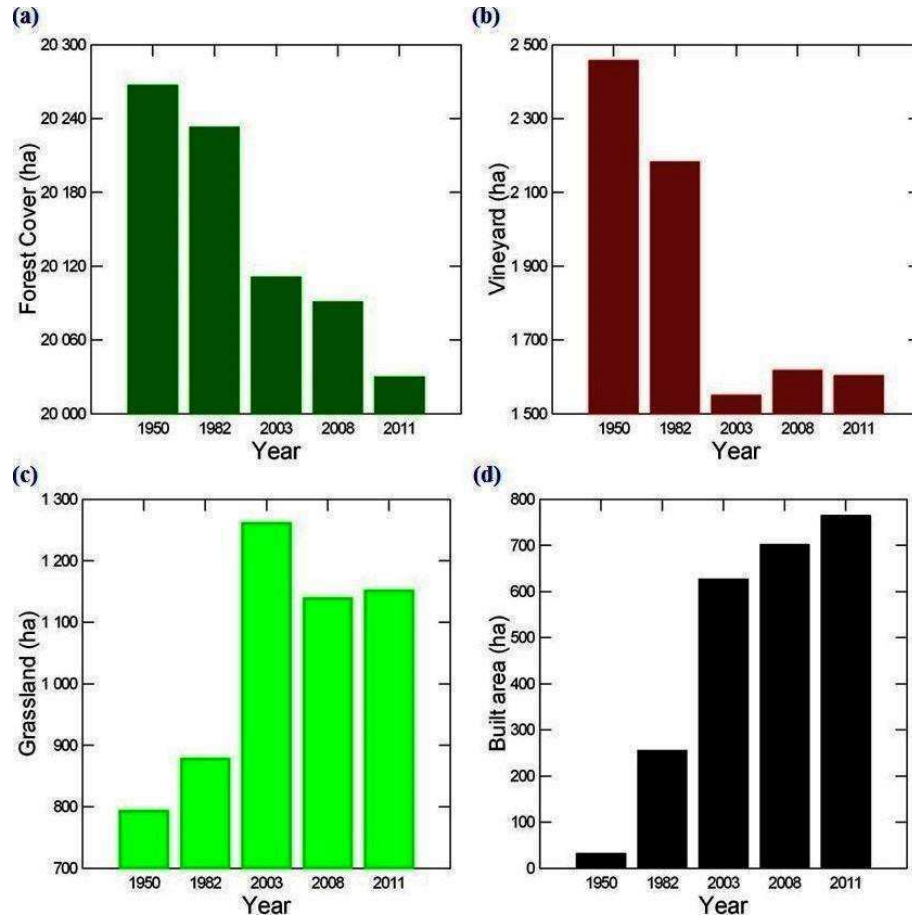 (a)
20 300
20 240
20 180
20 120
20 060
20 000
Forest Cover (ha)
1950 1982 2003 2008 2011
Year
(b)
2 500
2 300
2 100
1 900
1 700
1 500
Vineyard (ha)
1950 1982 2003 2008 2011
Year
(c)
1 300
1 200
1 100
1 000
900
800
700
Grassland (ha)
1950 1982 2003 2008 2011
Year
(d)
800
700
600
500
400
300
200
100
0
Built area (ha)
1950 1982 2003 2008 2011
Year